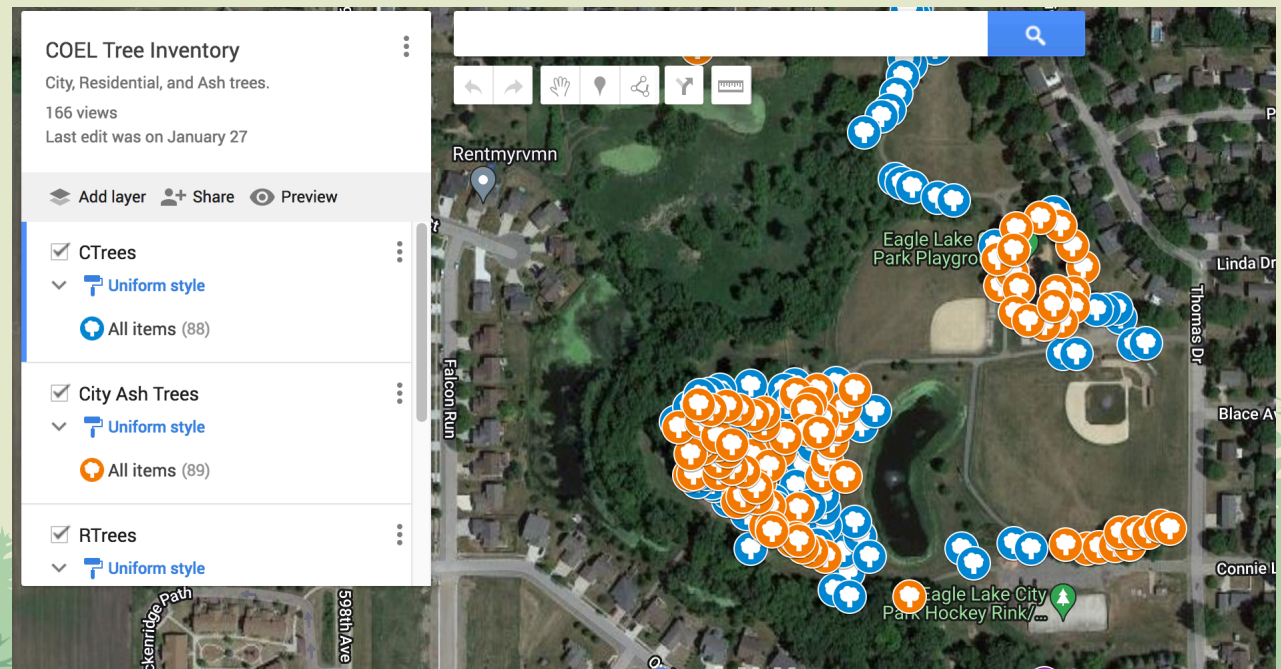 COEL Tree Inventory
City, Residential, and Ash trees.
166 views
Last edit was on January 27
Add layer
Share
Preview
CTrees
Uniform style
All items (88)
City Ash Trees
Uniform style
All items (89)
RTrees
Uniform style
Rentmyrvmn
Eagle Lake
Park Playgro
Linda Dr
Thomas Dr
Falcon Run
Connie L
Eagle Lake City
Park Hockey Rink/...
598th Ave
ckenridge Path